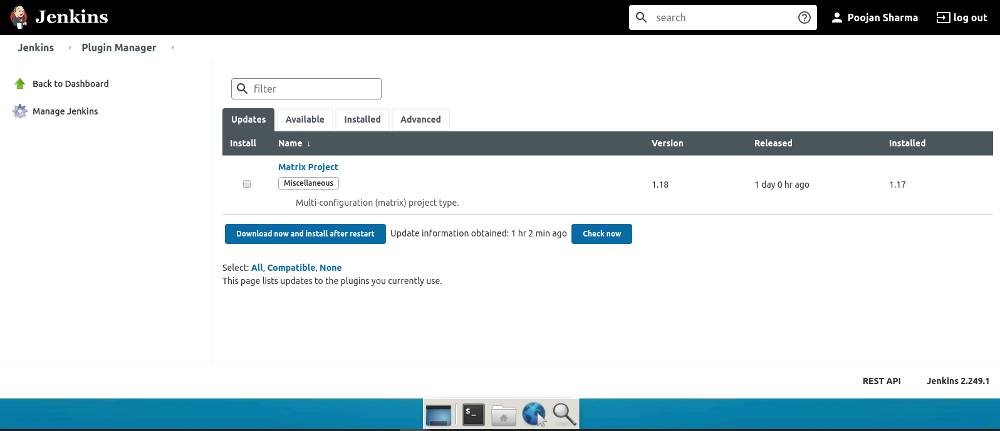 Jenkins
search
Poojan Sharma
log out
Jenkins
Plugin Manager
Back to Dashboard
Manage Jenkins
filter
Updates
Available
Installed
Advanced
Install
Name ↓
Version
Released
Installed
Matrix Project
Miscellaneous
Multi-configuration (matrix) project type.
1.18
1 day 0 hr ago
1.17
Download now and install after restart
Update information obtained: 1 hr 2 min ago
Check now
Select: All, Compatible, None
This page lists updates to the plugins you currently use.
REST API
Jenkins 2.249.1
$_